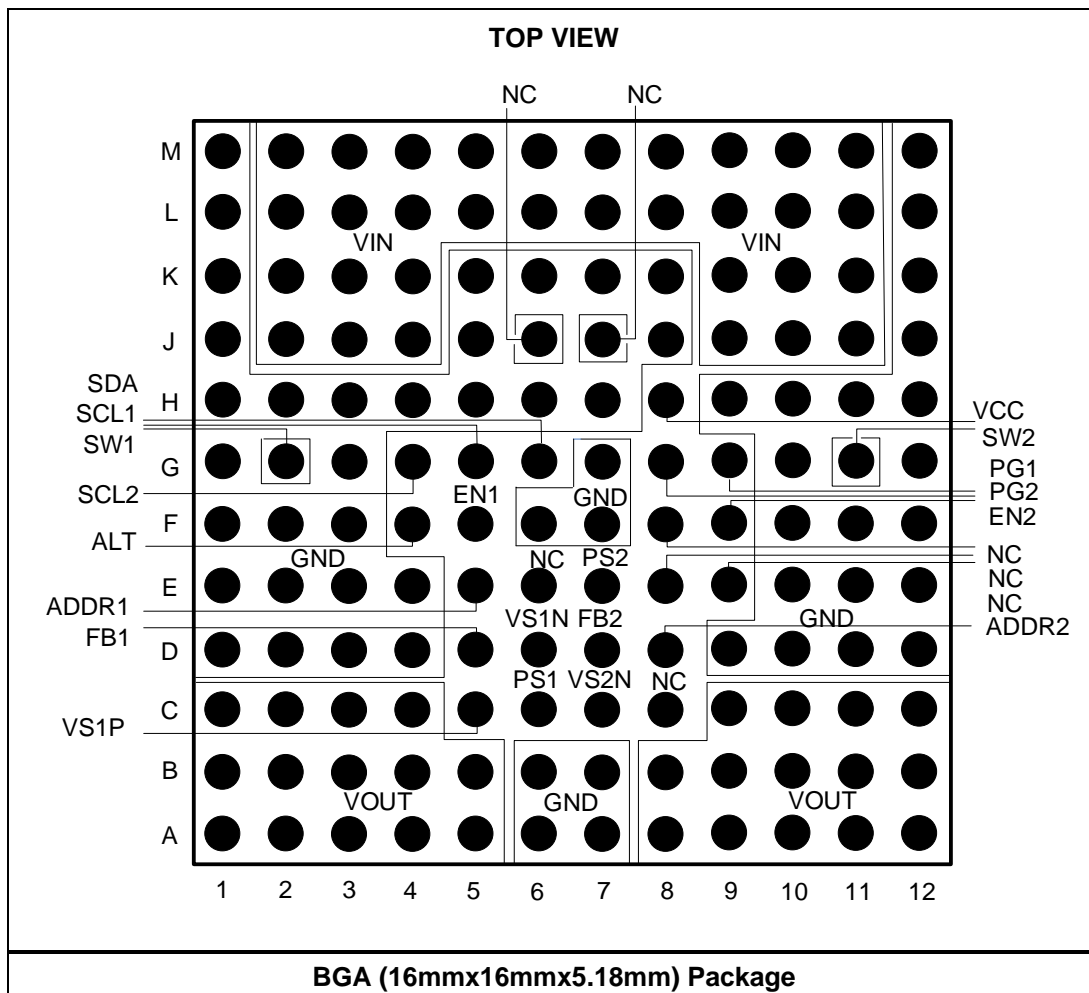 TOP VIEW
NC NC
M
L
VIN VIN
K
J
SDA
H
SCL1 VCC
SW1 SW2
G
PG1
SCL2 EN1 GND PG2
EN2
F
ALT
GND NC PS2 NC
E
NC
ADDR1 NC
VS1N FB2 GND ADDR2
FB1
D
PS1 VS2N NC
C
VS1P
B
VOUT GND VOUT
A
1 2 3 4 5 6 7 8 9 10 11 12
BGA (16mmx16mmx5.18mm) Package